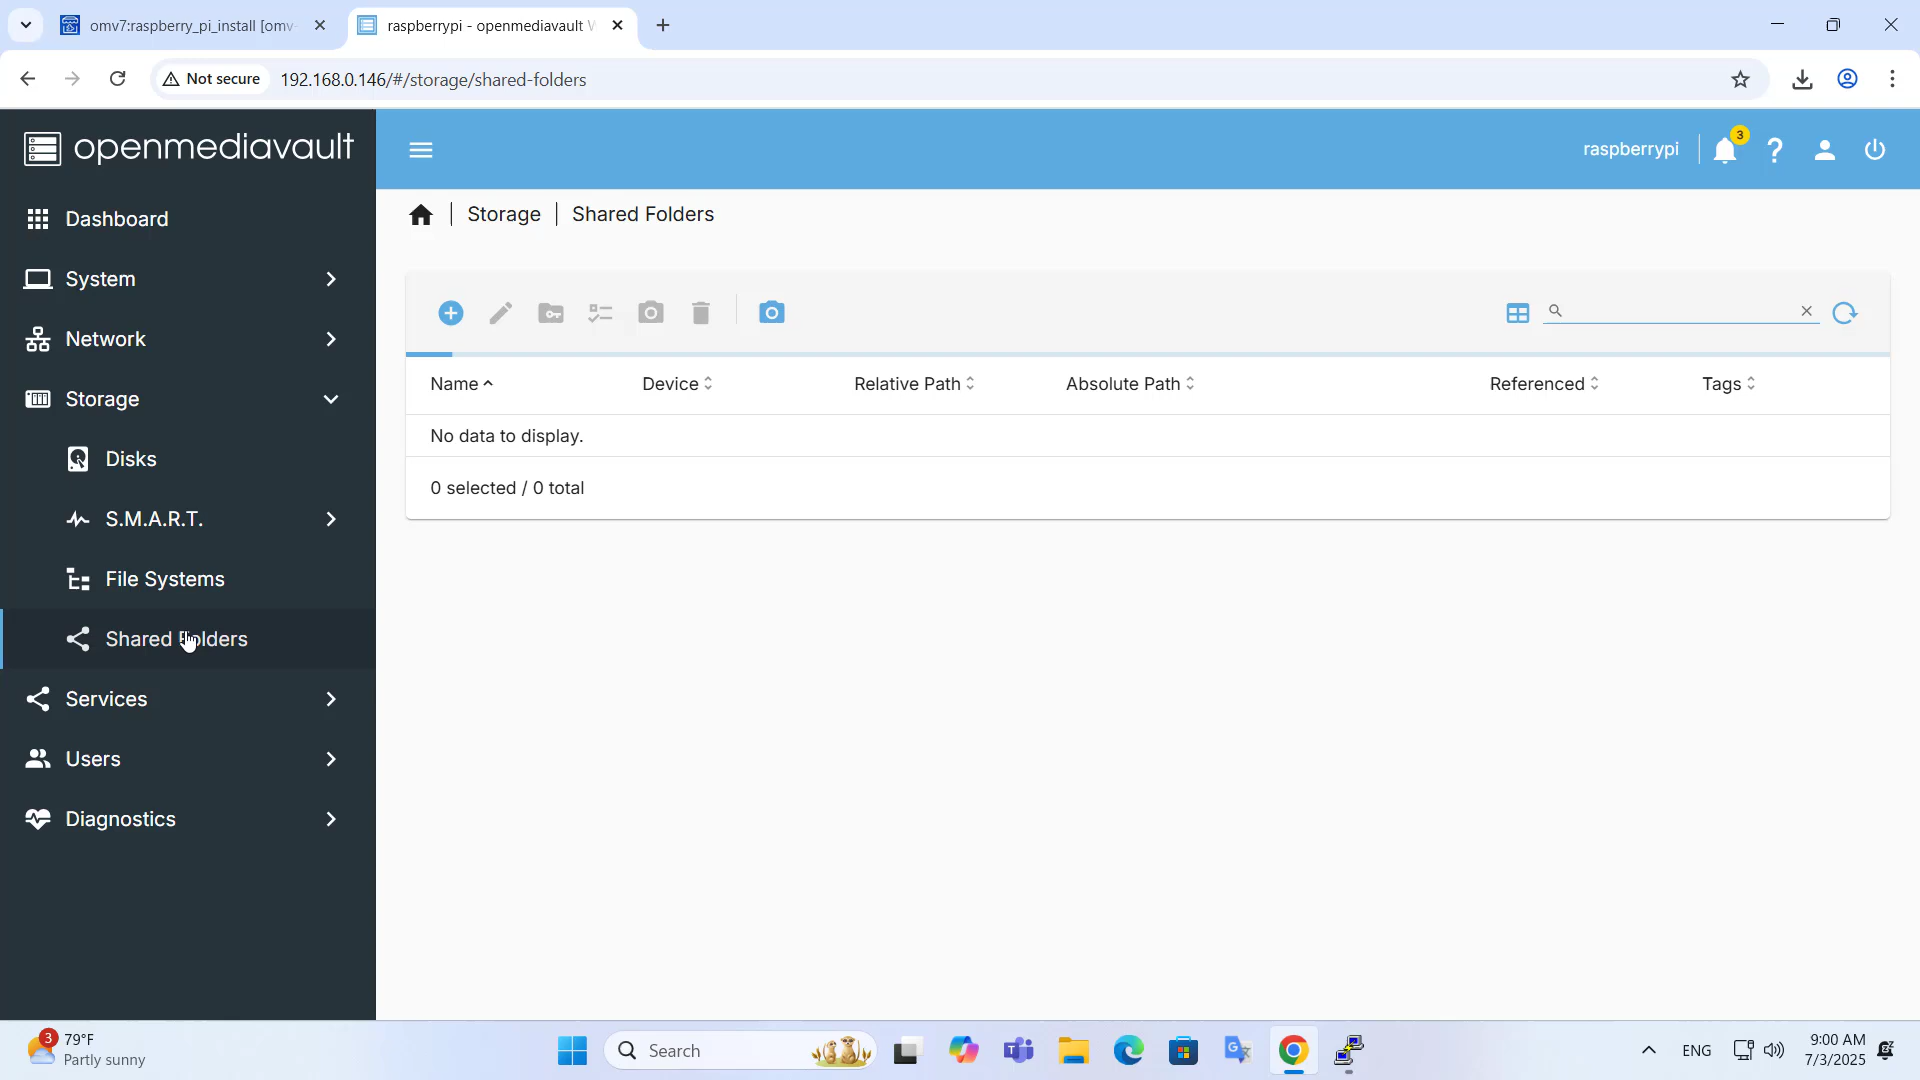 omv7:raspberry_pi_install [omv
raspberrypi - openmediavault W
Not secure
192.168.0.146/#/storage/shared-folders
openmediavault
raspberrypi
3
Dashboard
Storage
Shared Folders
System
Network
Storage
Name
Device
Relative Path
Absolute Path
Referenced
Tags
No data to display.
Disks
0 selected / 0 total
S.M.A.R.T.
File Systems
Shared Folders
Services
Users
Diagnostics
3
79°F
Partly sunny
Search
ENG
9:00 AM
7/3/2025